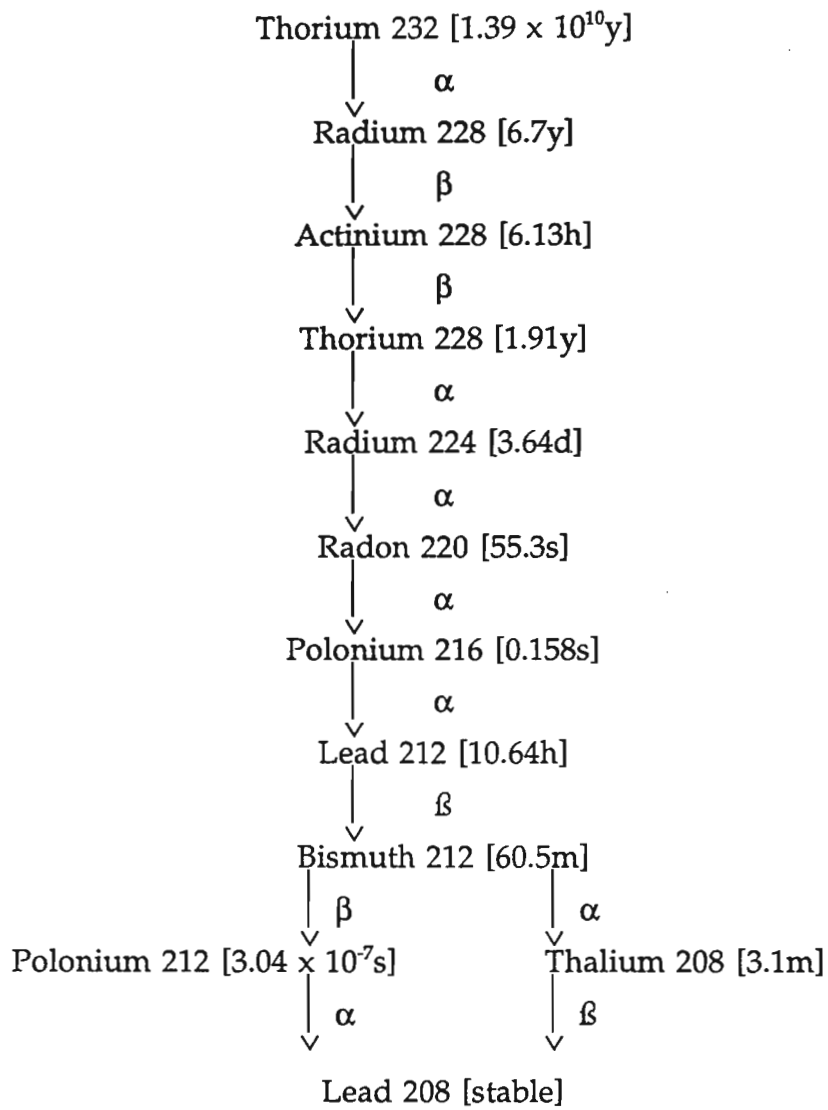 Thorium 232 [1.39 x 10¹⁰y]
α
Radium 228 [6.7y]
β
Actinium 228 [6.13h]
β
Thorium 228 [1.91y]
α
Radium 224 [3.64d]
α
Radon 220 [55.3s]
α
Polonium 216 [0.158s]
α
Lead 212 [10.64h]
ß
Bismuth 212 [60.5m]
β α
Polonium 212 [3.04 x 10⁻⁷s] Thalium 208 [3.1m]
α ß
Lead 208 [stable]